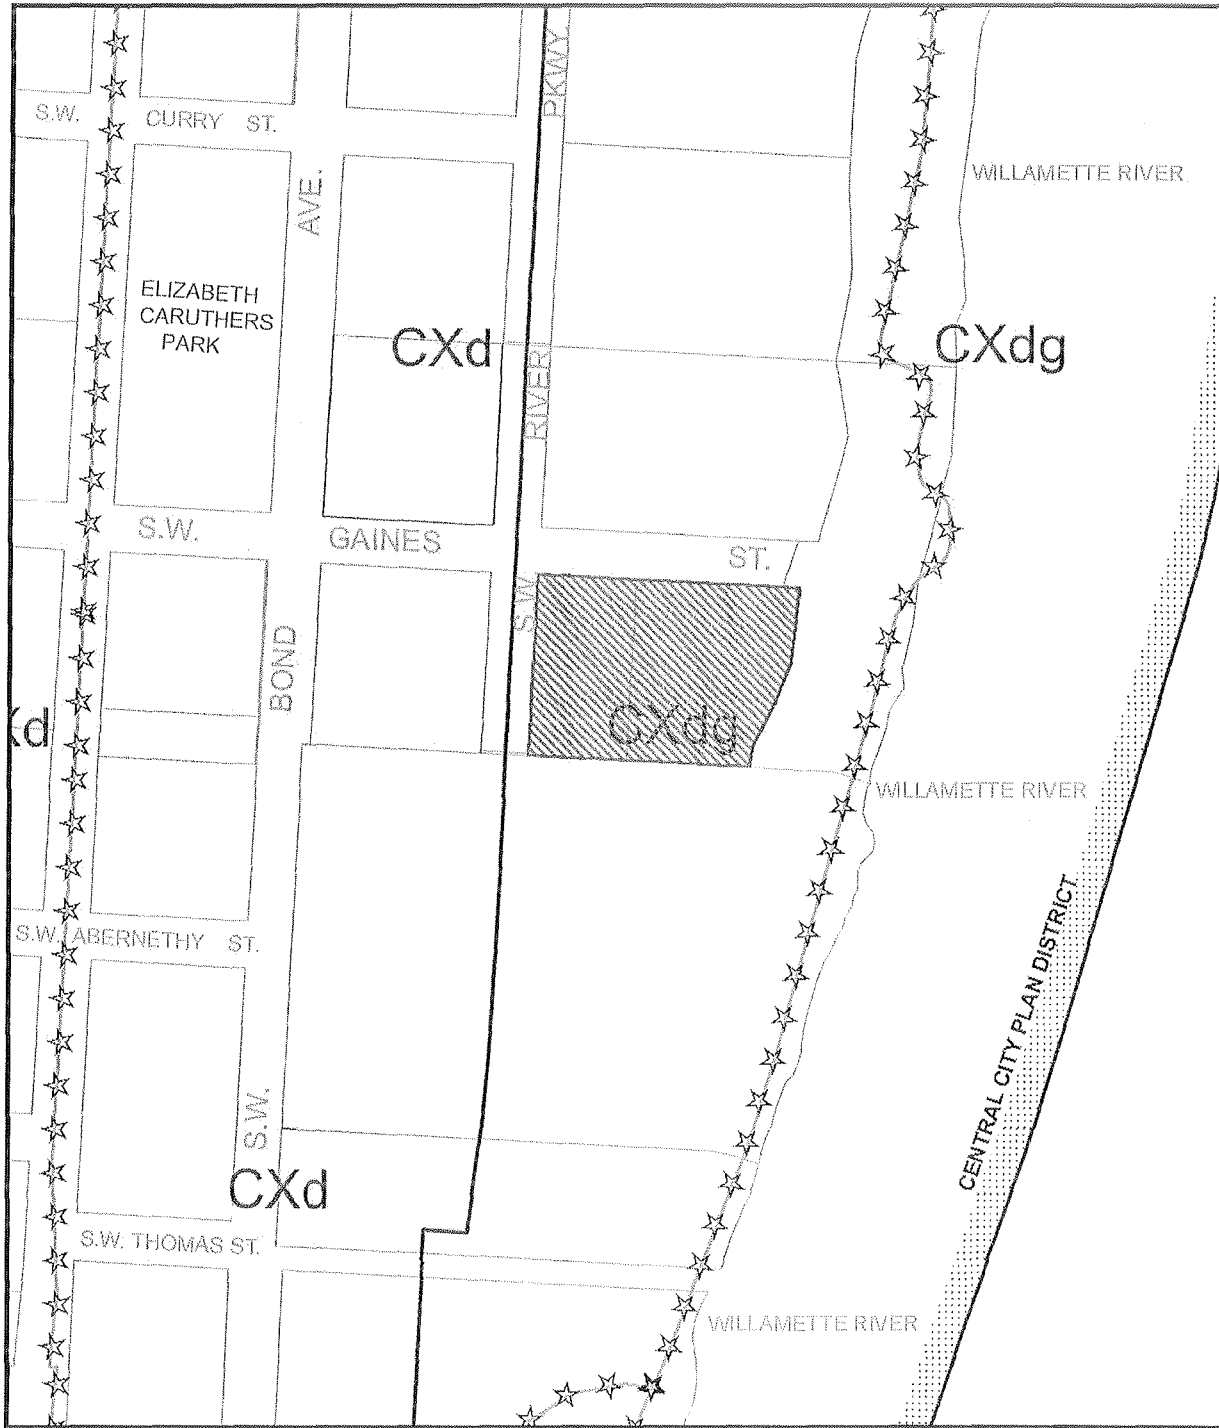 PKWY
S.W. CURRY ST.
WILLAMETTE RIVER
AVE.
ELIZABETH
CARUTHERS
PARK
CXd
RIVER
CXdg
S.W. GAINES ST.
S.W.
BOND
CXdg
Xd
WILLAMETTE RIVER
S.W. ABERNETHY ST.
CENTRAL CITY PLAN DISTRICT
S.W.
CXd
S.W. THOMAS ST.
WILLAMETTE RIVER